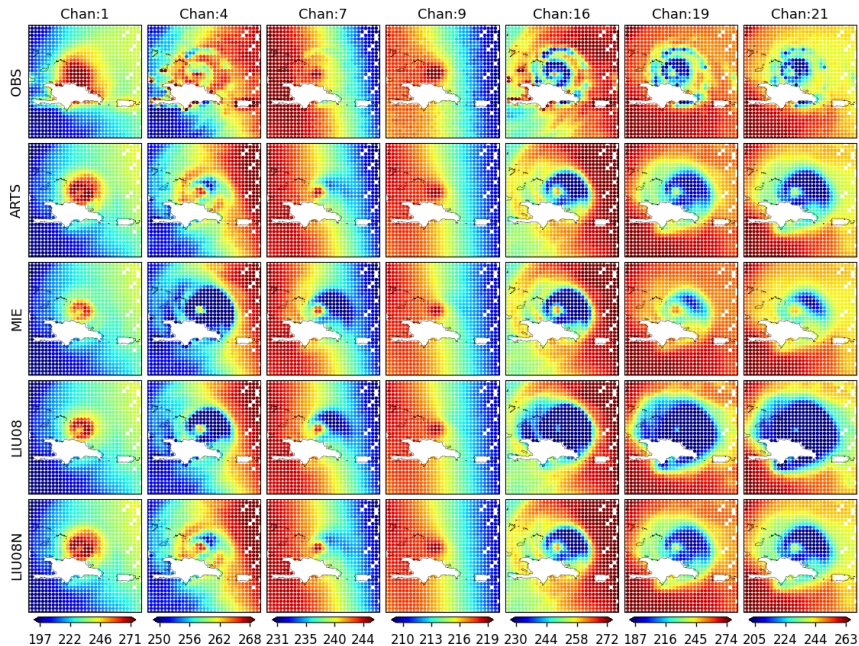 Chan:1 Chan:4 Chan:7 Chan:9 Chan:16 Chan:19 Chan:21
OBS
ARTS
MIE
LIU08
LIU08N
197 222 246 271 250 256 262 268 231 235 240 244 210 213 216 219 230 244 258 272 187 216 245 274 205 224 244 263